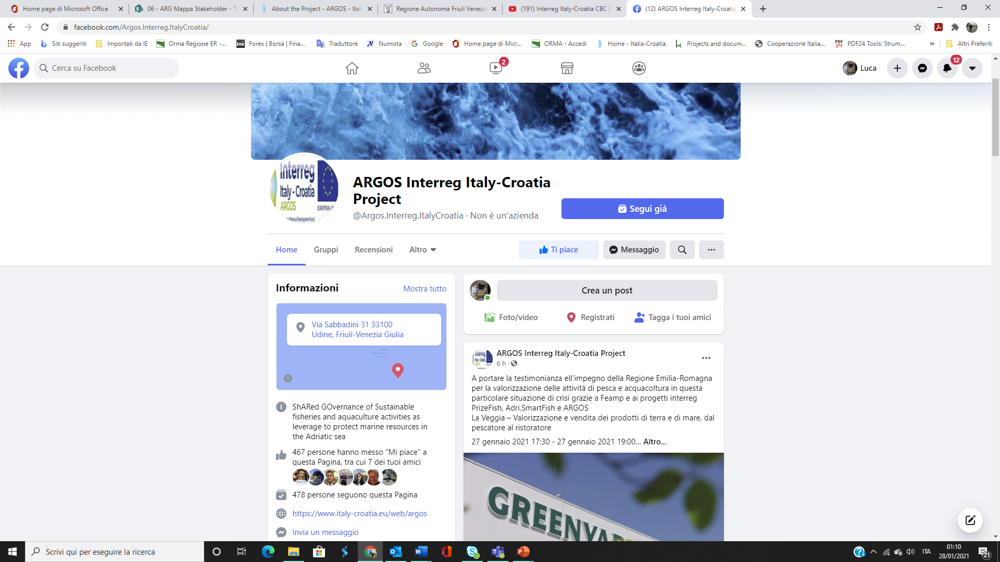 Home page di Microsoft Office
06 - ARG Mappa Stakeholder - Tu
About the Project - ARGOS - Itali
Regione Autonoma Friuli Venezia
(191) Interreg Italy-Croatia CBC P
(12) ARGOS Interreg Italy-Croatia
facebook.com/Argos.Interreg.ItalyCroatia/
App
Siti suggeriti
Importati da IE
Orma Regione ER -...
Forex | Borsa | Fina...
Traduttore
Numista
Google
Home page di Micr...
ORMA - Accedi
Home - Italia-Croatia
Projects and docum...
Cooperazione Italia...
PDF24 Tools: Strum...
»
Altri Preferiti
Cerca su Facebook
2
Luca
12
Interreg
Italy - Croatia
ARGOS
EUROPEAN
Regional Development Fund
ARGOS Interreg Italy-Croatia
Project
@Argos.Interreg.ItalyCroatia · Non è un'azienda
Segui già
Home
Gruppi
Recensioni
Altro
Ti piace
Messaggio
Informazioni
Mostra tutto
Via Sabbadini 31 33100
Udine, Friuli-Venezia Giulia
ShARed GOvernance of Sustainable
fisheries and aquaculture activities as
leverage to protect marine resources in
the Adriatic sea
467 persone hanno messo "Mi piace" a
questa Pagina, tra cui 7 dei tuoi amici
478 persone seguono questa Pagina
https://www.italy-croatia.eu/web/argos
Invia un messaggio
Crea un post
Foto/video
Registrati
Tagga i tuoi amici
ARGOS Interreg Italy-Croatia Project
6 h ·
A portare la testimonianza ell'impegno della Regione Emilia-Romagna
per la valorizzazione delle attività di pesca e acquacoltura in questa
particolare situazione di crisi grazie a Feamp e ai progetti interreg
PrizeFish, Adri.SmartFish e ARGOS
La Veggia – Valorizzazione e vendita dei prodotti di terra e di mare, dal
pescatore al ristoratore
27 gennaio 2021 17:30 - 27 gennaio 2021 19:00... Altro...
GREENYAR
Scrivi qui per eseguire la ricerca
ITA
01:10
28/01/2021
21